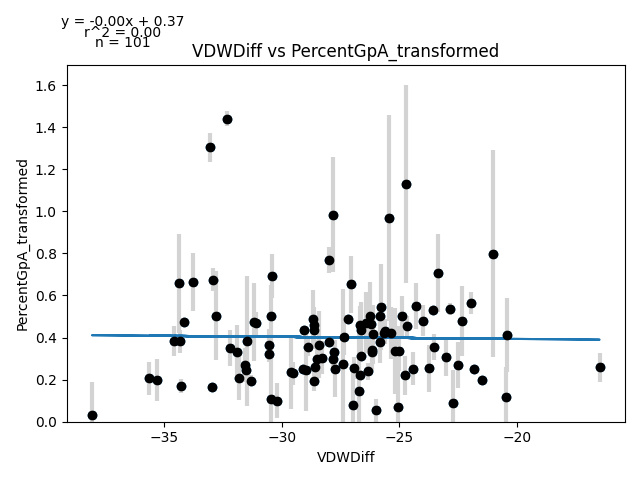 y = -0.00x + 0.37
r^2 = 0.00
n = 101
VDWDiff vs PercentGpA_transformed
PercentGpA_transformed
1.6
1.4
1.2
1.0
0.8
0.6
0.4
0.2
0.0
−35 −30 −25 −20
VDWDiff